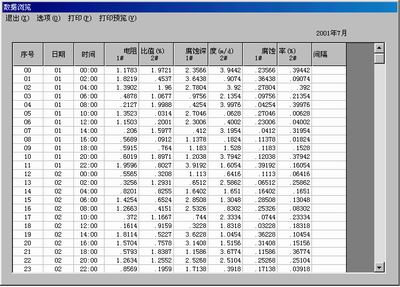 数据浏览
退出(X) 选项(O) 打印(P) 打印预览(V)
2001年7月
序号 日期 时间 电阻 比值(%) 腐蚀深 度(m/d) 腐蚀 率(%) 间隔
1# 2# 1# 2# 1# 2#
00 01 00:00 1.1783 1.9721 2.3566 3.9442 .23566 .39442
01 01 02:00 1.8219 .4537 3.6438 .9074 .36438 .09074
02 01 04:00 1.3902 1.96 2.7804 3.92 .27804 .392
03 01 06:00 .4878 1.0677 .9756 2.1354 .09756 .21354
04 01 08:00 .2127 1.9988 .4254 3.9976 .04254 .39976
05 01 10:00 1.3523 .0314 2.7046 .0628 .27046 .00628
06 01 12:00 1.1503 .2001 2.3006 .4002 .23006 .04002
07 01 14:00 .206 1.5977 .412 3.1954 .0412 .31954
08 01 16:00 .5689 .0912 1.1378 .1824 .11378 .01824
09 01 18:00 .5915 .764 1.183 1.528 .1183 .1528
10 01 20:00 .6019 1.8971 1.2038 3.7942 .12038 .37942
11 01 22:00 1.9596 .8027 3.9192 1.6054 .39192 .16054
12 02 00:00 .5565 .3208 1.113 .6416 .1113 .06416
13 02 02:00 .3256 1.2931 .6512 2.5862 .06512 .25862
14 02 04:00 .8201 .8255 1.6402 1.651 .16402 .1651
15 02 06:00 1.4254 .6524 2.8508 1.3048 .28508 .13048
16 02 08:00 1.2663 .4151 2.5326 .8302 .25326 .08302
17 02 10:00 .372 1.1667 .744 2.3334 .0744 .23334
18 02 12:00 .1614 .9159 .3228 1.8318 .03228 .18318
19 02 14:00 1.8114 .5227 3.6228 1.0454 .36228 .10454
20 02 16:00 1.5704 .7578 3.1408 1.5156 .31408 .15156
21 02 18:00 .5793 1.8387 1.1586 3.6774 .11586 .36774
22 02 20:00 1.2634 1.2552 2.5268 2.5104 .25268 .25104
23 02 22:00 .8569 .1959 1.7138 .3918 .17138 .03918